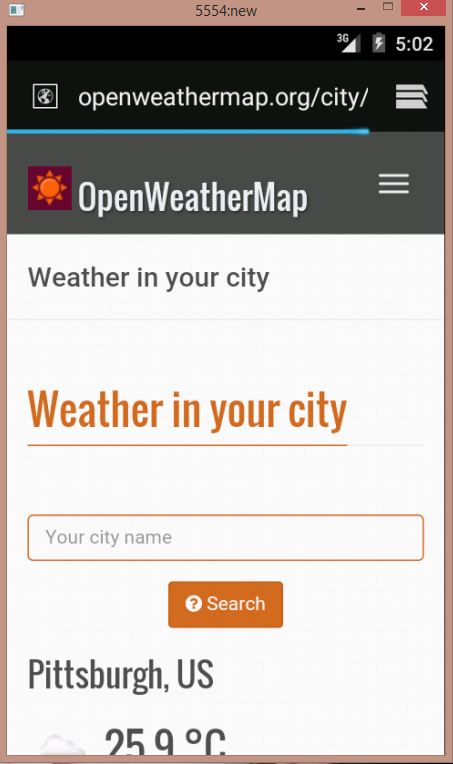 5554:new
3G 5:02
openweathermap.org/city/
OpenWeatherMap
Weather in your city
Weather in your city
Your city name
Search
Pittsburgh, US
25.9 °C